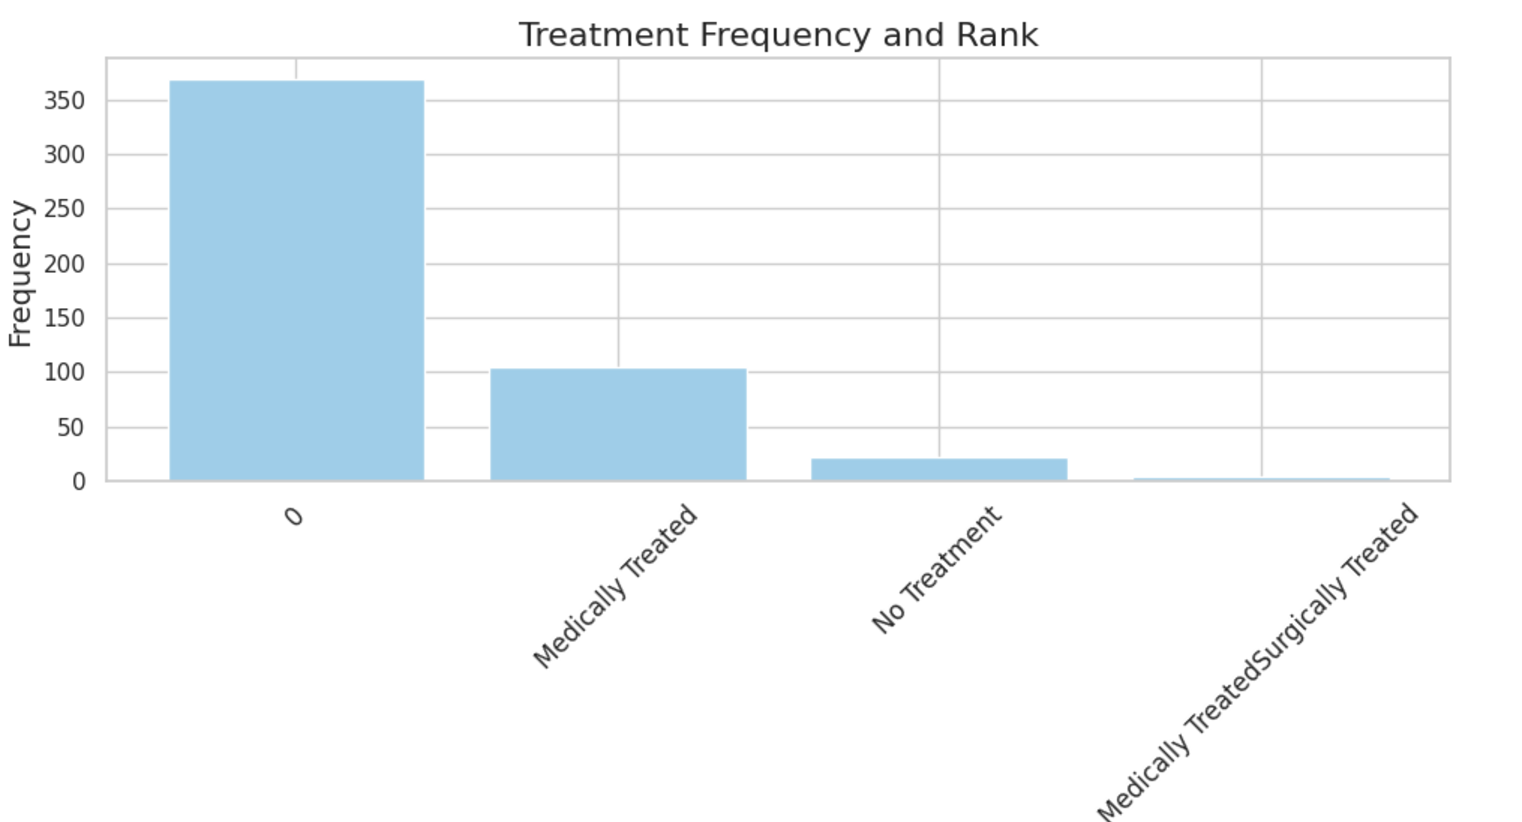 Treatment Frequency and Rank
Frequency
350
300
250
200
150
100
50
0
0
Medically Treated
No Treatment
Medically TreatedSurgically Treated